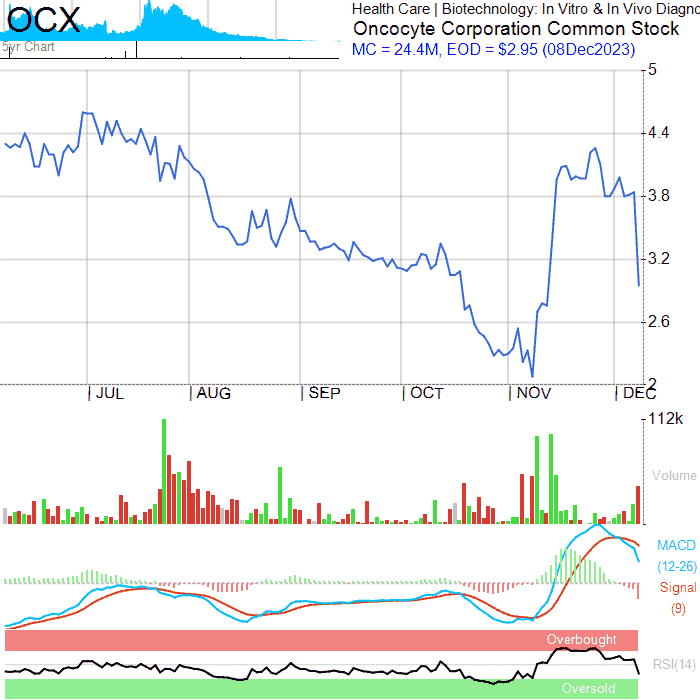 OCX
Health Care | Biotechnology: In Vitro & In Vivo Diagno
Oncocyte Corporation Common Stock
MC = 24.4M, EOD = $2.95 (08Dec2023)
5yr Chart
5
4.4
3.8
3.2
2.6
2
JUL AUG SEP OCT NOV DEC
112k
Volume
MACD
(12-26)
Signal
(9)
Overbought
RSI(14)
Oversold